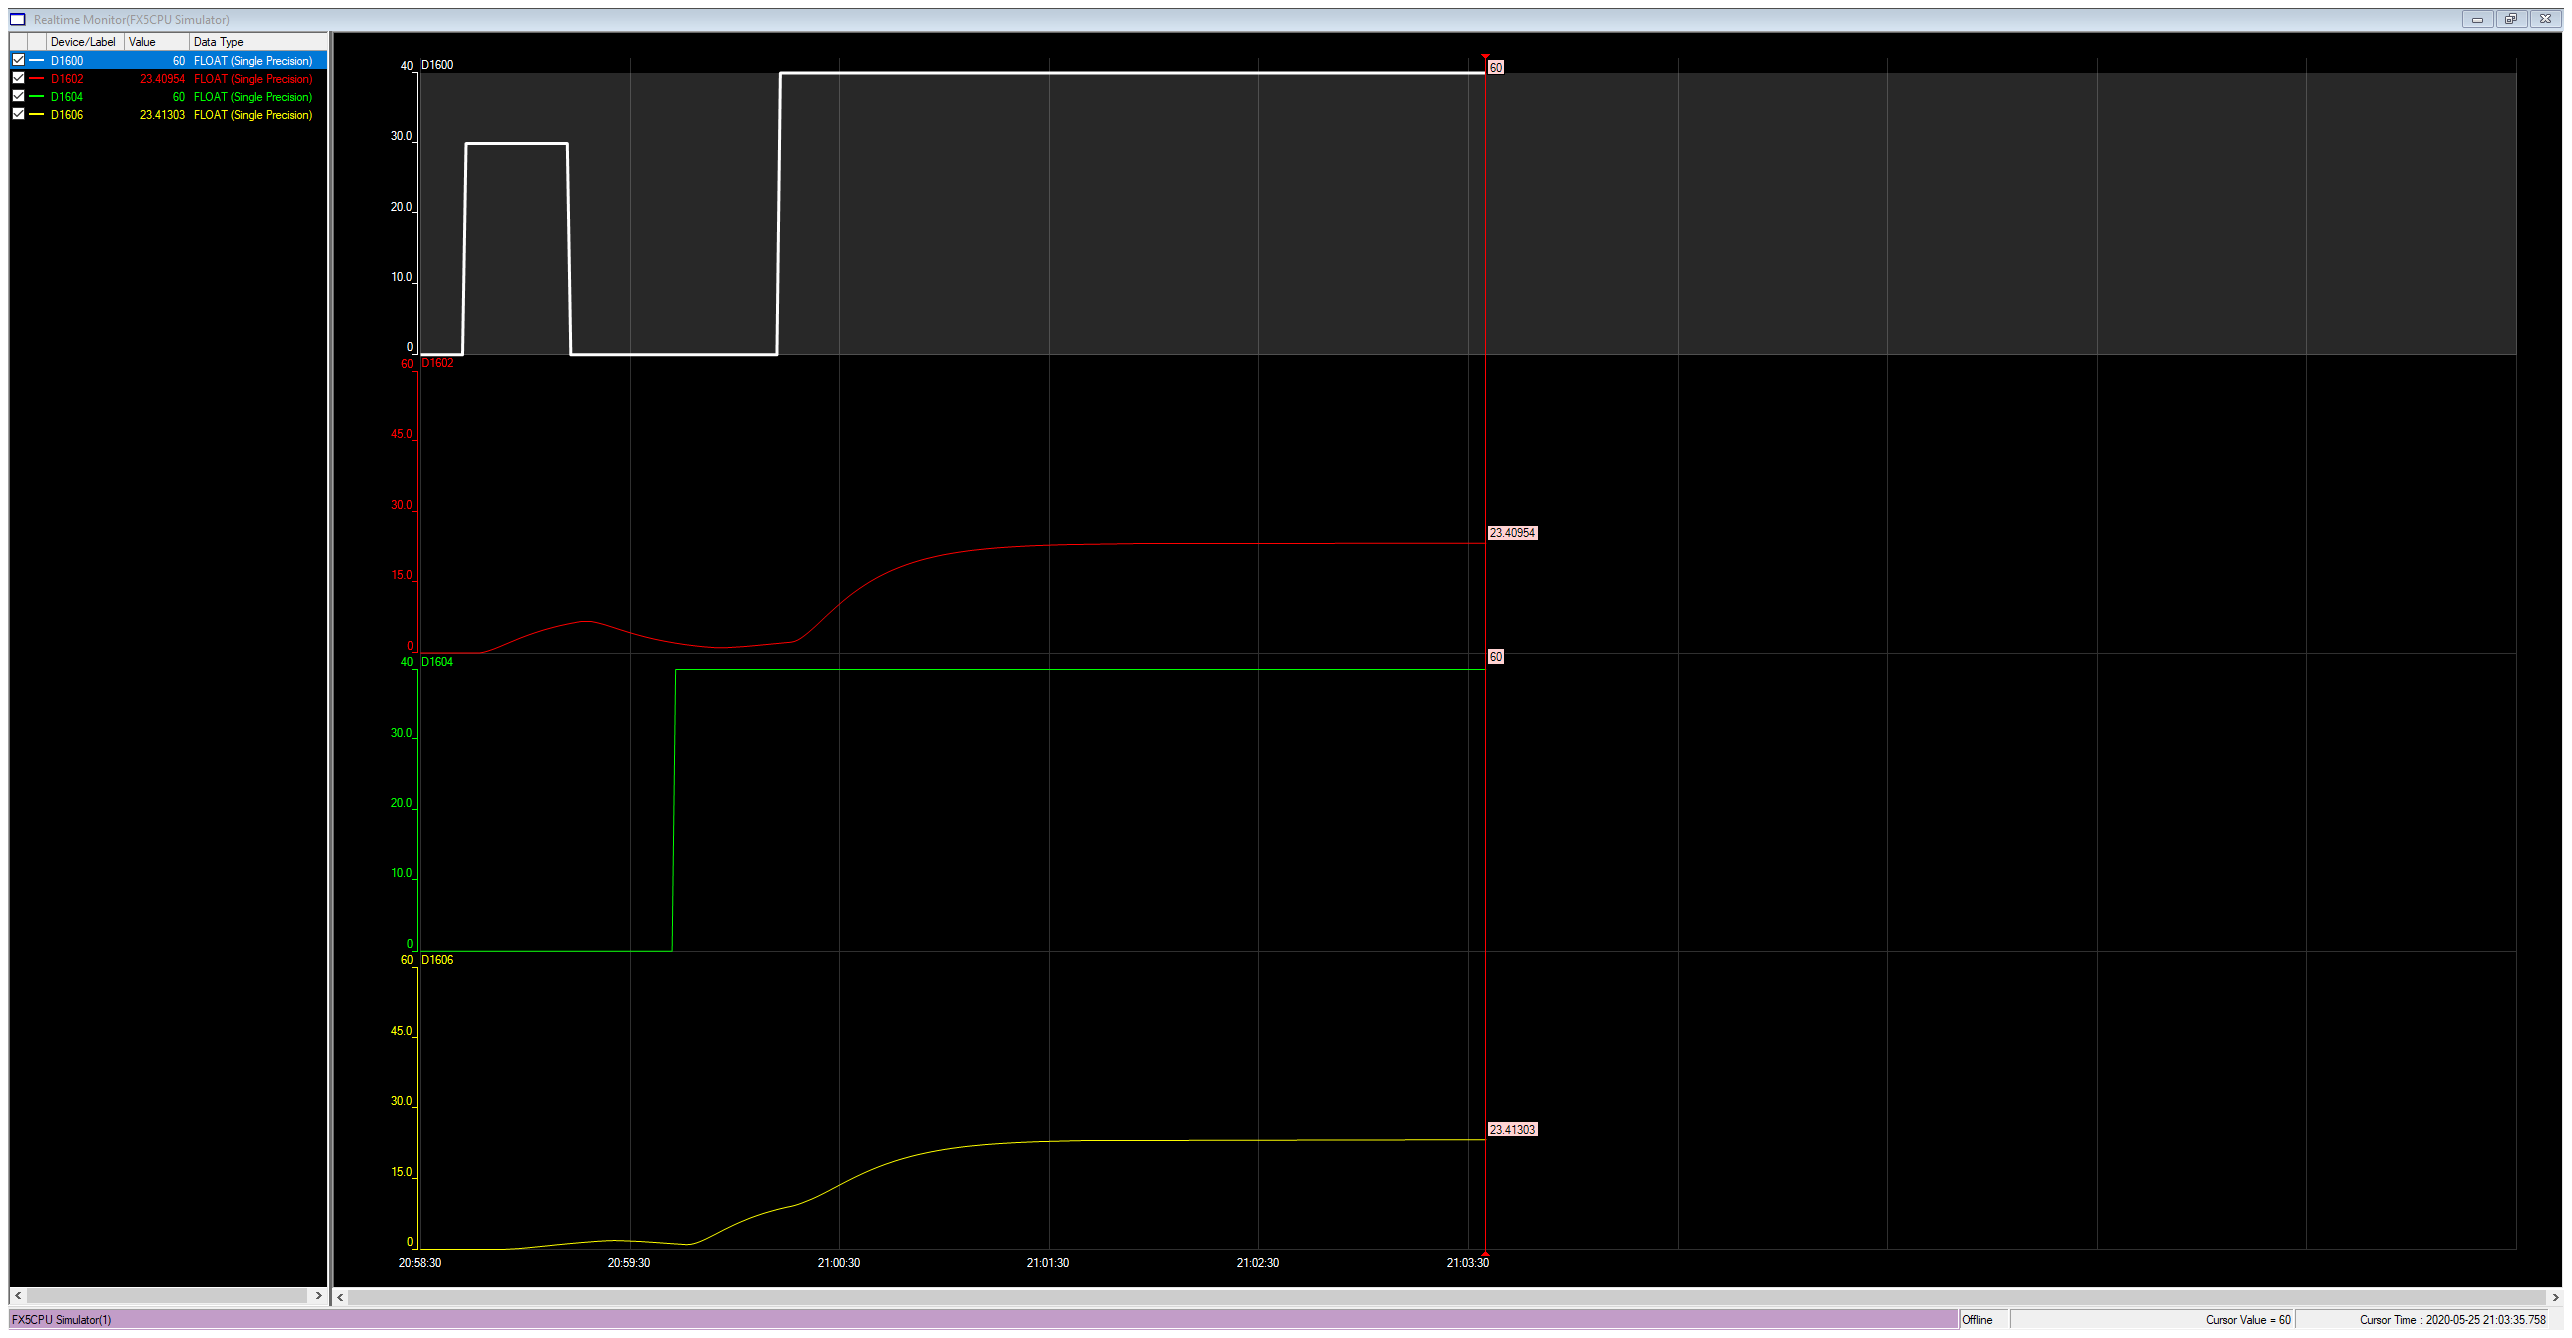 Realtime Monitor(FX5CPU Simulator)
Device/Label Value Data Type
D1600 60 FLOAT (Single Precision)
D1602 23.40954 FLOAT (Single Precision)
D1604 60 FLOAT (Single Precision)
D1606 23.41303 FLOAT (Single Precision)
40 D1600
60
30.0
20.0
10.0
0
60 D1602
45.0
30.0
23.40954
15.0
0
40 D1604
60
30.0
20.0
10.0
0
60 D1606
45.0
30.0
23.41303
15.0
0
20:58:30 20:59:30 21:00:30 21:01:30 21:02:30 21:03:30
FX5CPU Simulator(1) Offline Cursor Value = 60 Cursor Time : 2020-05-25 21:03:35.758